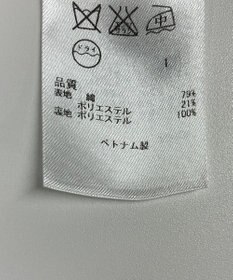 中
ドライ
品質
表地 綿 79%
ポリエステル 21%
表地 ポリエステル 100%
ベトナム製